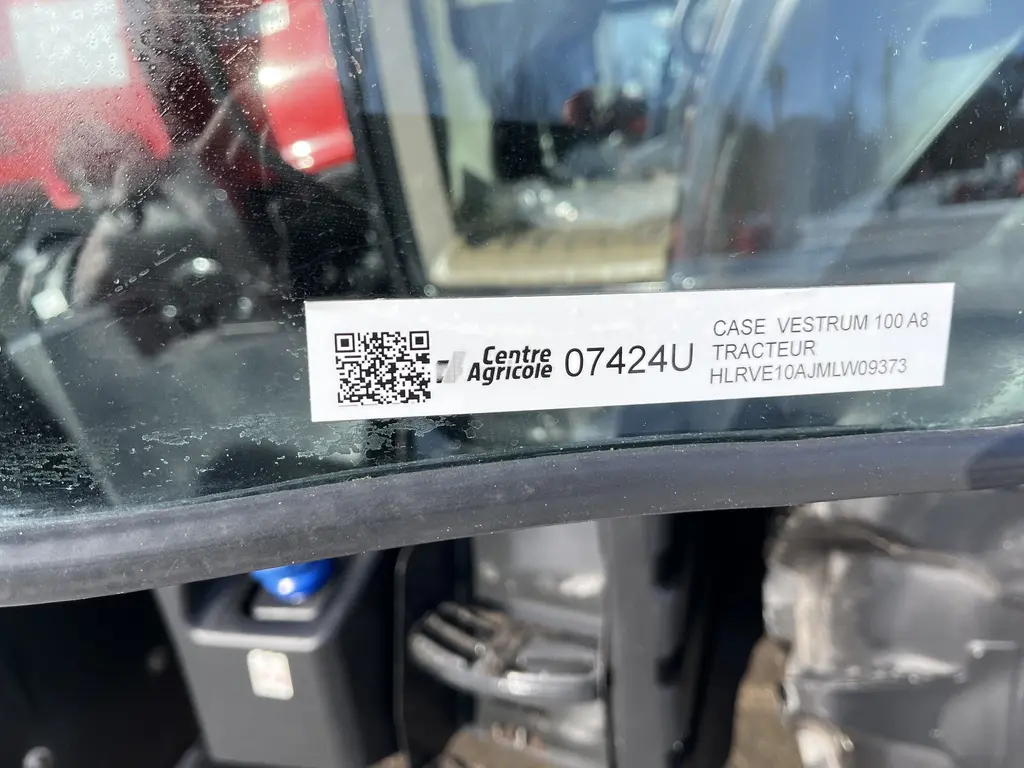 Centre
Agricole
07424U
CASE VESTRUM 100 A8
TRACTEUR
HLRVE10AJMLW09373